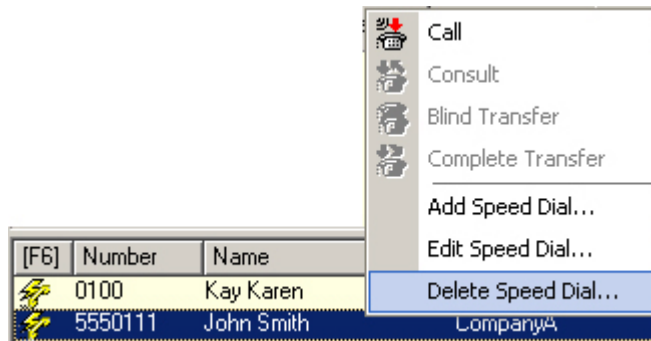 Call
Consult
Blind Transfer
Complete Transfer
Add Speed Dial...
Edit Speed Dial...
Delete Speed Dial...
[F6] Number Name
0100 Kay Karen
5550111 John Smith CompanyA